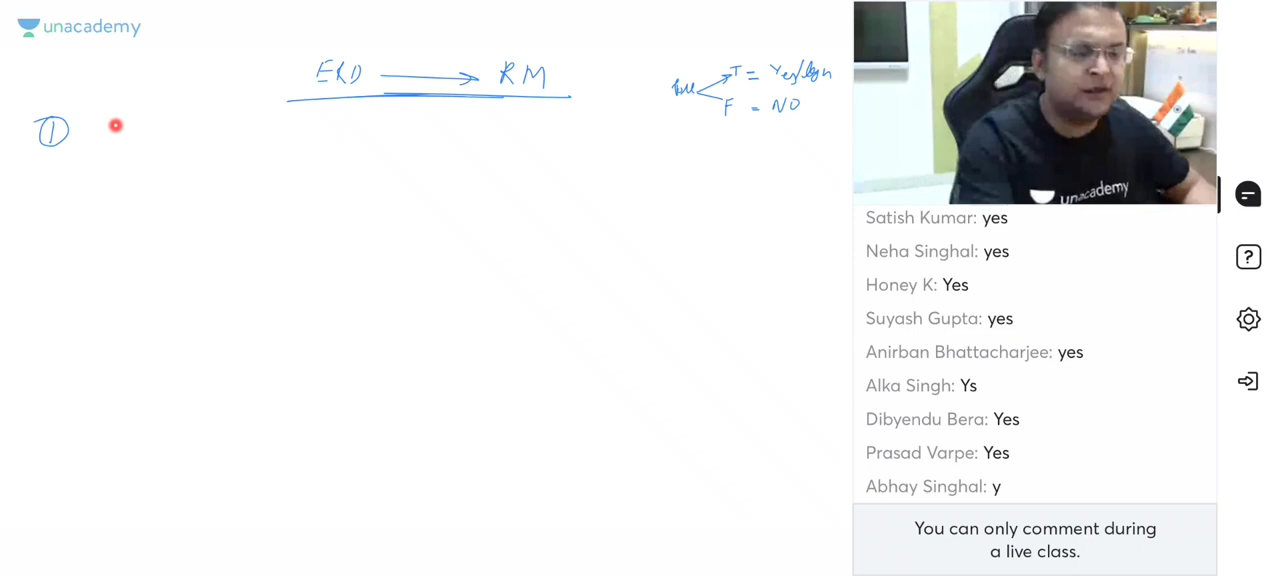 unacademy
ERD → RM
T = Yes/
F = NO
①
unacademy
Satish Kumar: yes
Neha Singhal: yes
Honey K: Yes
Suyash Gupta: yes
Anirban Bhattacharjee: yes
Alka Singh: Ys
Dibyendu Bera: Yes
Prasad Varpe: Yes
Abhay Singhal: y
You can only comment during
a live class.
?